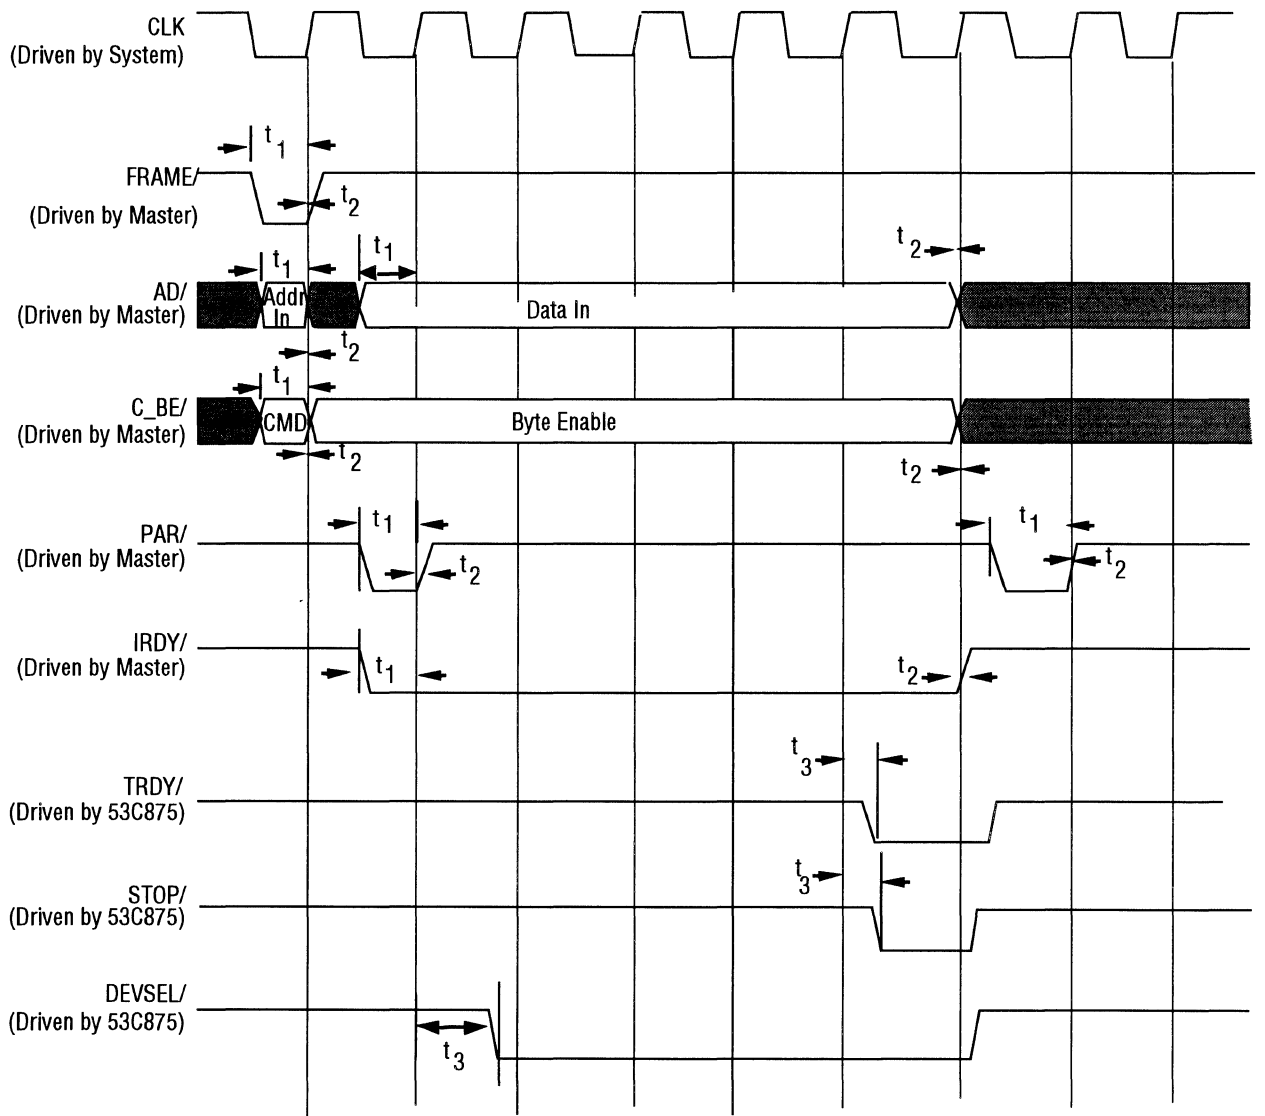 CLK
(Driven by System)
t1
FRAME/
(Driven by Master)
t2
t1
t1
t2
AD/
(Driven by Master)
Addr
In
Data In
t2
t1
C_BE/
(Driven by Master)
CMD
Byte Enable
t2
t2
PAR/
(Driven by Master)
t1
t2
t1
t2
IRDY/
(Driven by Master)
t1
t2
t3
TRDY/
(Driven by 53C875)
t3
STOP/
(Driven by 53C875)
DEVSEL/
(Driven by 53C875)
t3